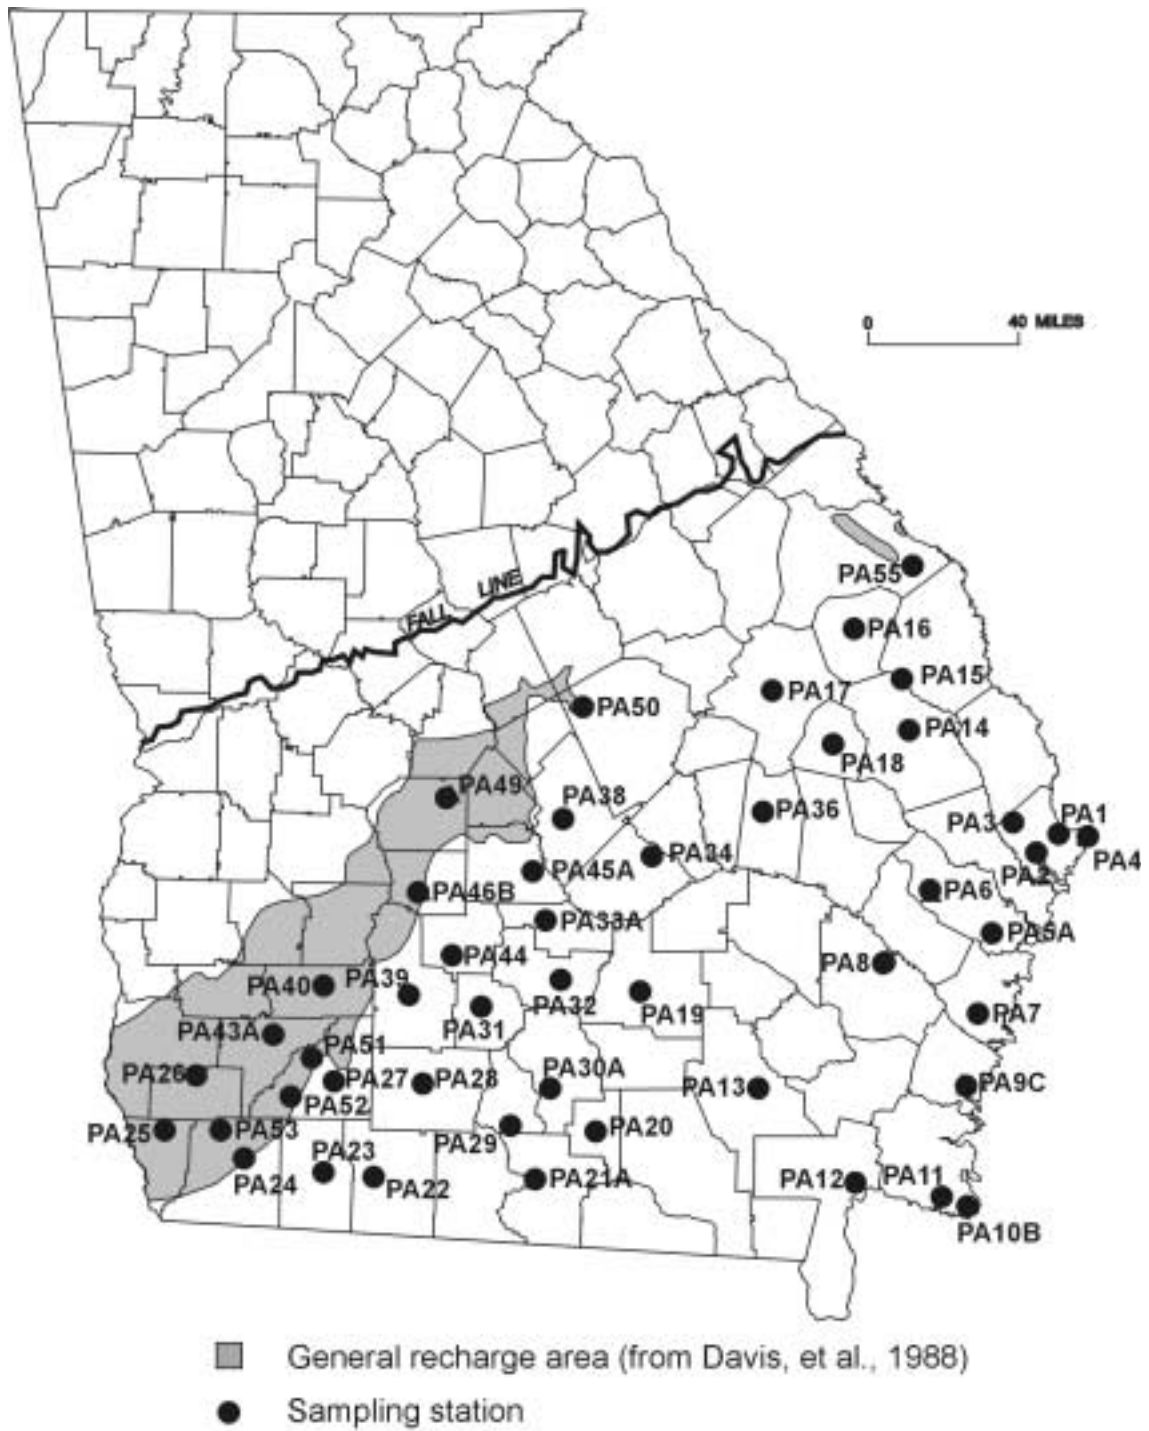 0 40 MILES
FALL LINE
PA55
PA16
PA15
PA17
PA50
PA14
PA18
PA49
PA38
PA36
PA1
PA3
PA4
PA34
PA2
PA45A
PA46B
PA6
PA33A
PA5A
PA44
PA8
PA39
PA40
PA32
PA19
PA7
PA31
PA43A
PA51
PA30A
PA26
PA27
PA28
PA13
PA9C
PA52
PA25
PA53
PA29
PA20
PA23
PA24
PA22
PA21A
PA12
PA11
PA10B
General recharge area (from Davis, et al., 1988)
Sampling station